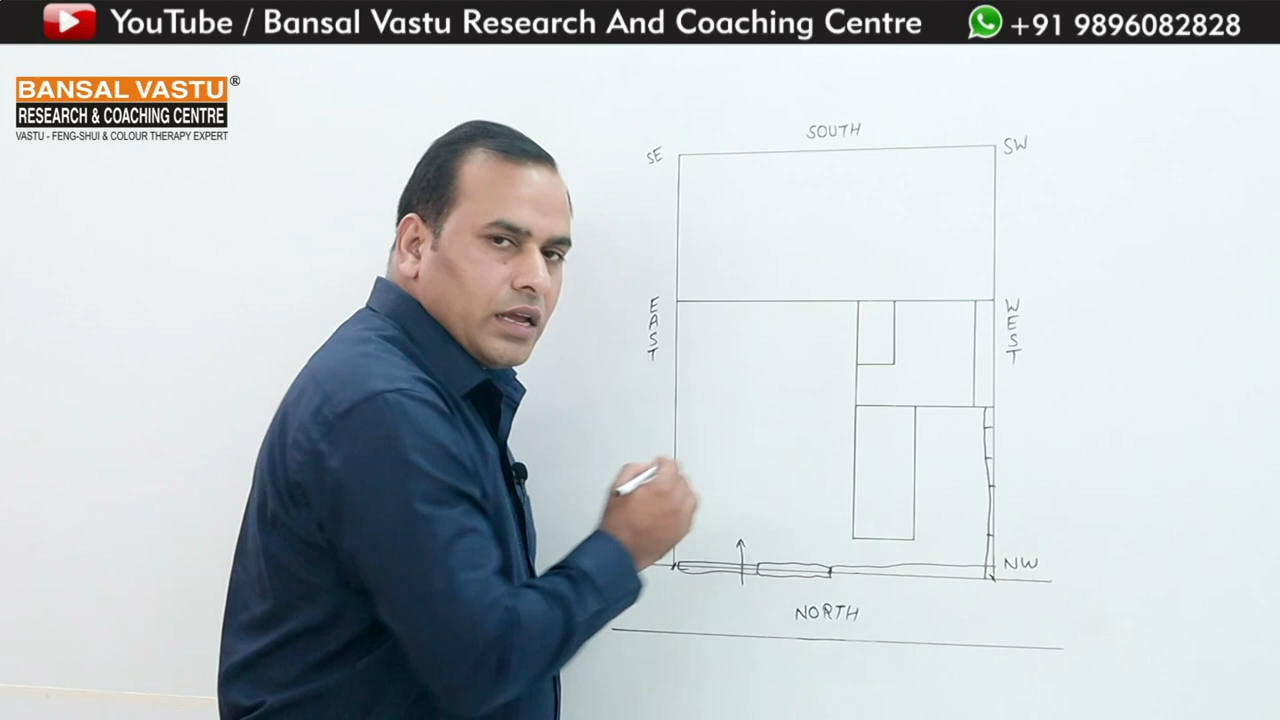 YouTube / Bansal Vastu Research And Coaching Centre
+91 9896082828
BANSAL VASTU®
RESEARCH & COACHING CENTRE
VASTU - FENG-SHUI & COLOUR THERAPY EXPERT
SOUTH
SE
SW
EAST
WEST
NW
NORTH